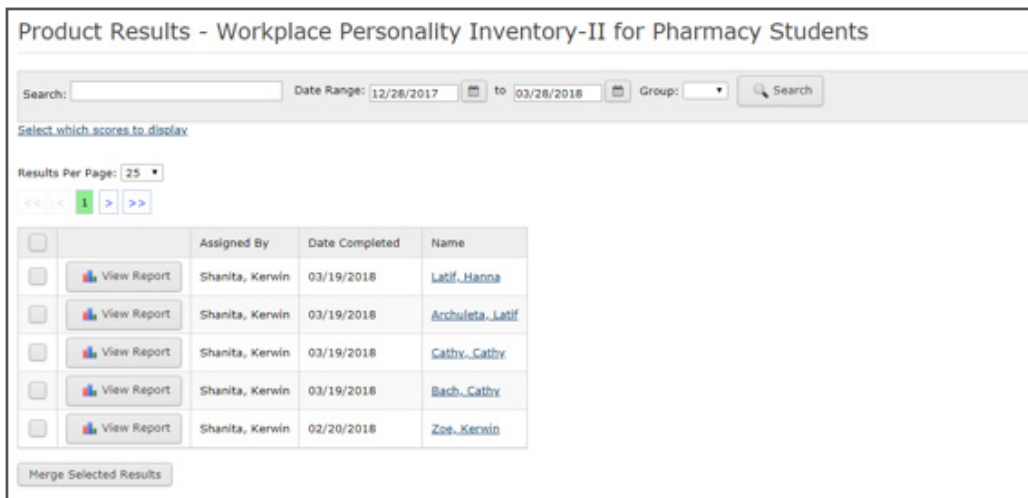 Product Results - Workplace Personality Inventory-II for Pharmacy Students
Search: Date Range: 12/28/2017 to 03/28/2018 Group: Search
Select which scores to display
Results Per Page: 25
<< < 1 > >>
Assigned By Date Completed Name
View Report Shanita, Kerwin 03/19/2018 Latif, Hanna
View Report Shanita, Kerwin 03/19/2018 Archuleta, Latif
View Report Shanita, Kerwin 03/19/2018 Cathy, Cathy
View Report Shanita, Kerwin 03/19/2018 Bach, Cathy
View Report Shanita, Kerwin 02/20/2018 Zoe, Kerwin
Merge Selected Results